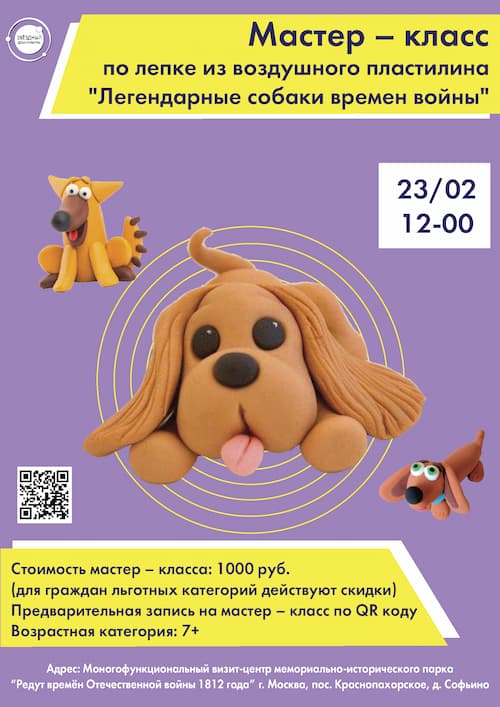 Мастер – класс
по лепке из воздушного пластилина
"Легендарные собаки времен войны"
23/02
12-00
Стоимость мастер – класса: 1000 руб.
(для граждан льготных категорий действуют скидки)
Предварительная запись на мастер – класс по QR коду
Возрастная категория: 7+
Адрес: Моногофункциональный визит-центр мемориально-исторического парка
"Редут времён Отечественной войны 1812 года" г. Москва, пос. Краснопахорское, д. Софьино